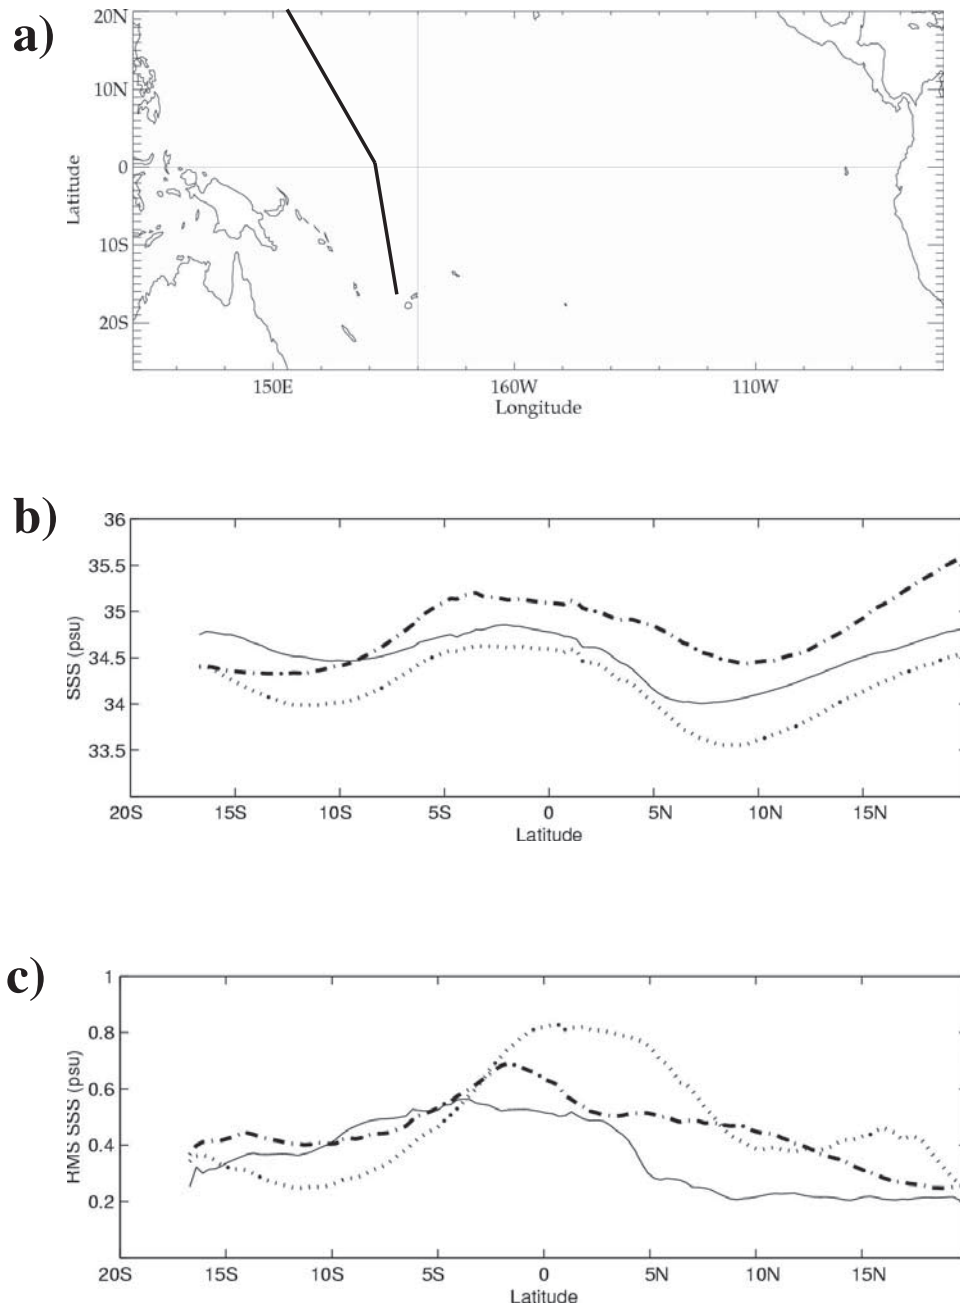 a)
20N
10N
0
10S
20S
Latitude
150E 160W 110W
Longitude
b)
36
35.5
35
34.5
34
33.5
SSS (psu)
20S 15S 10S 5S 0 5N 10N 15N
Latitude
c)
1
0.8
0.6
0.4
0.2
RMS SSS (psu)
20S 15S 10S 5S 0 5N 10N 15N
Latitude